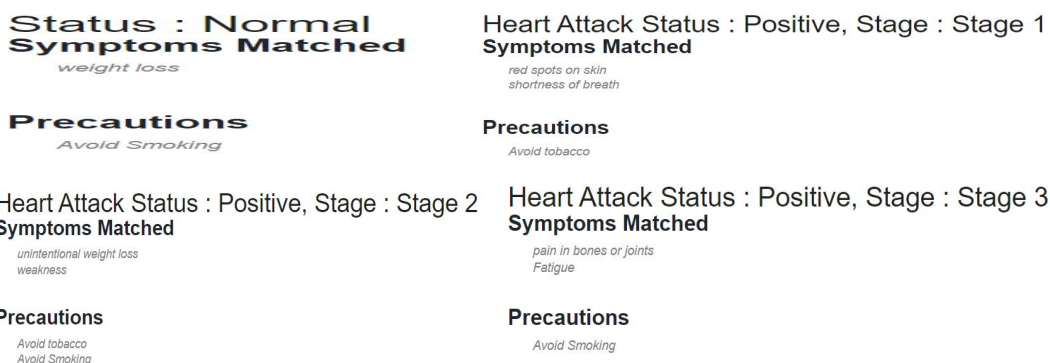 Status : Normal
Symptoms Matched
weight loss
Precautions
Avoid Smoking
Heart Attack Status : Positive, Stage : Stage 1
Symptoms Matched
red spots on skin
shortness of breath
Precautions
Avoid tobacco
Heart Attack Status : Positive, Stage : Stage 2
Symptoms Matched
unintentional weight loss
weakness
Precautions
Avoid tobacco
Avoid Smoking
Heart Attack Status : Positive, Stage : Stage 3
Symptoms Matched
pain in bones or joints
Fatigue
Precautions
Avoid Smoking